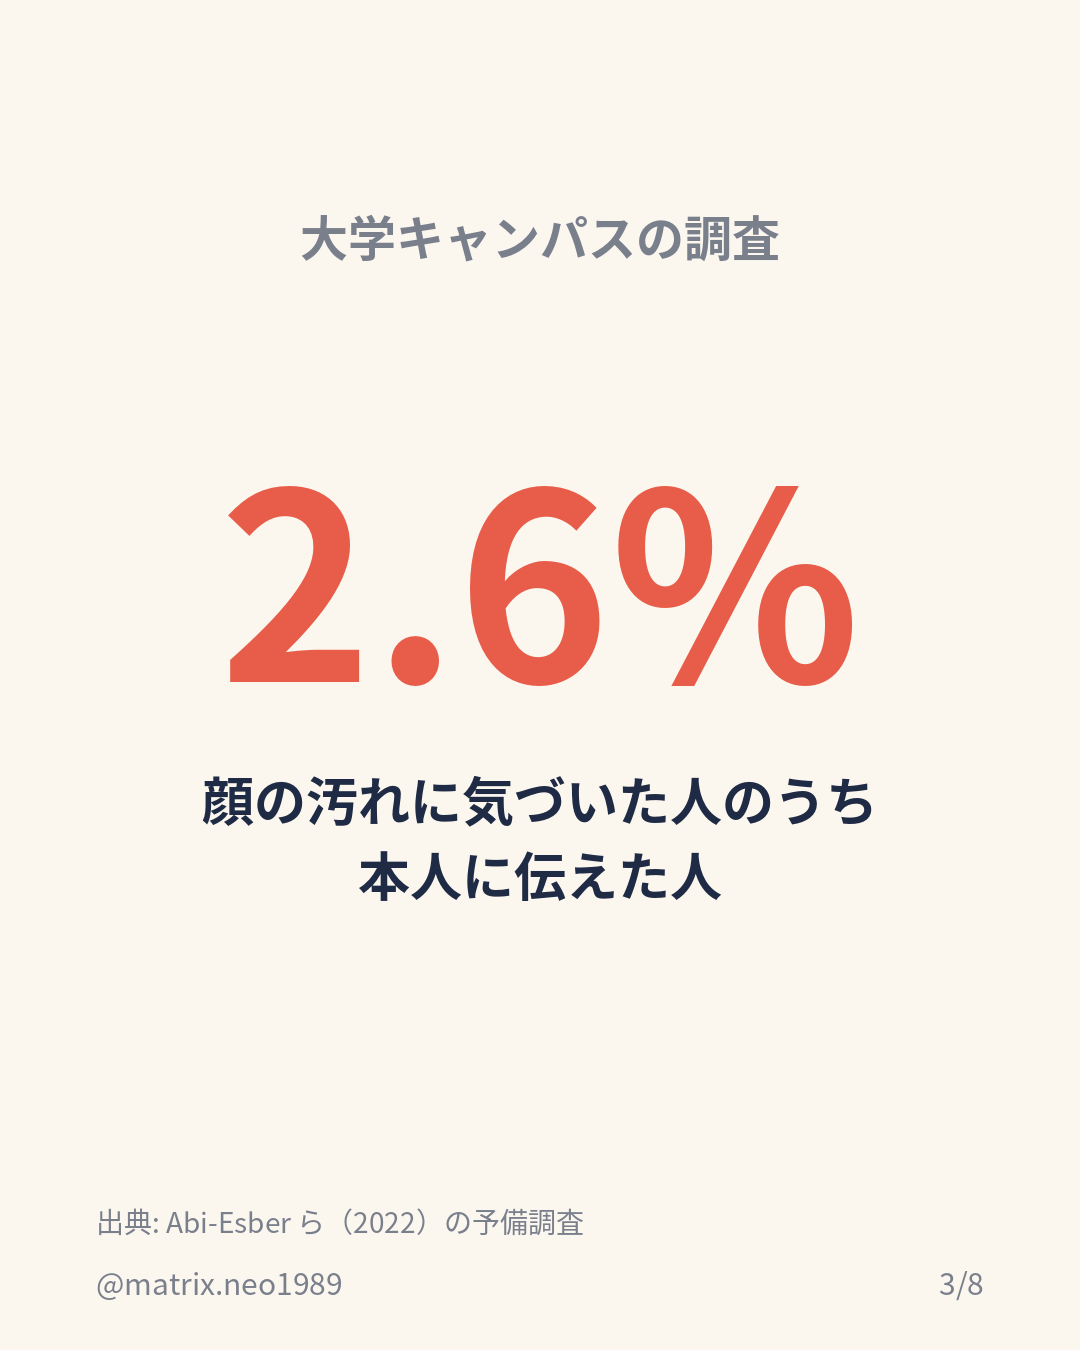 大学キャンパスの調査
2.6%
顔の汚れに気づいた人のうち
本人に伝えた人
出典: Abi-Esber ら（2022）の予備調査
@matrix.neo1989
3/8